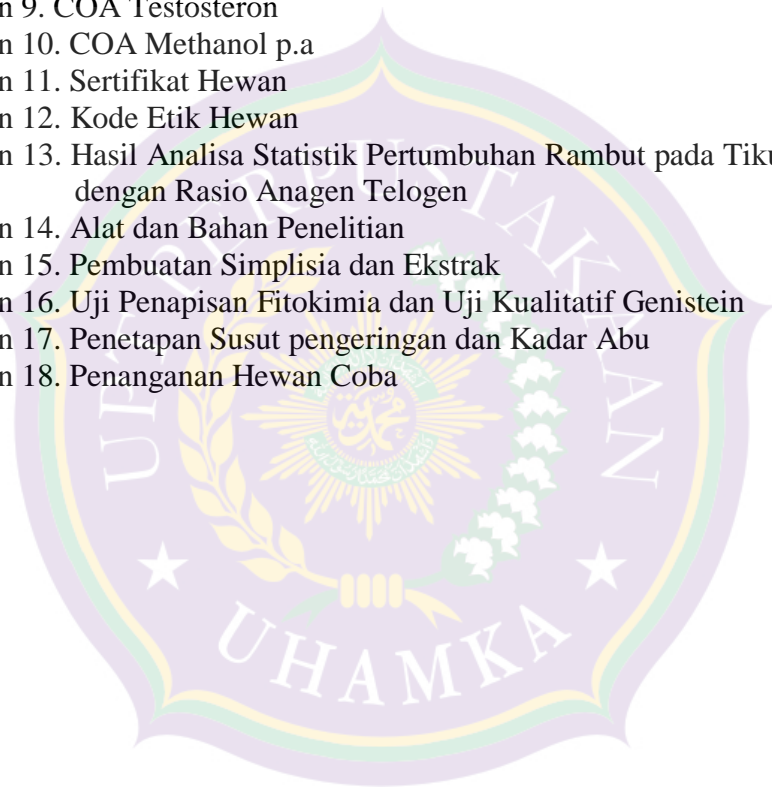 n 9. COA Testosteron
n 10. COA Methanol p.a
n 11. Sertifikat Hewan
n 12. Kode Etik Hewan
n 13. Hasil Analisa Statistik Pertumbuhan Rambut pada Tiku
dengan Rasio Anagen Telogen
n 14. Alat dan Bahan Penelitian
n 15. Pembuatan Simplisia dan Ekstrak
n 16. Uji Penapisan Fitokimia dan Uji Kualitatif Genistein
n 17. Penetapan Susut pengeringan dan Kadar Abu
n 18. Penanganan Hewan Coba
UPT PERPUSTAKAAN
UHAMKA